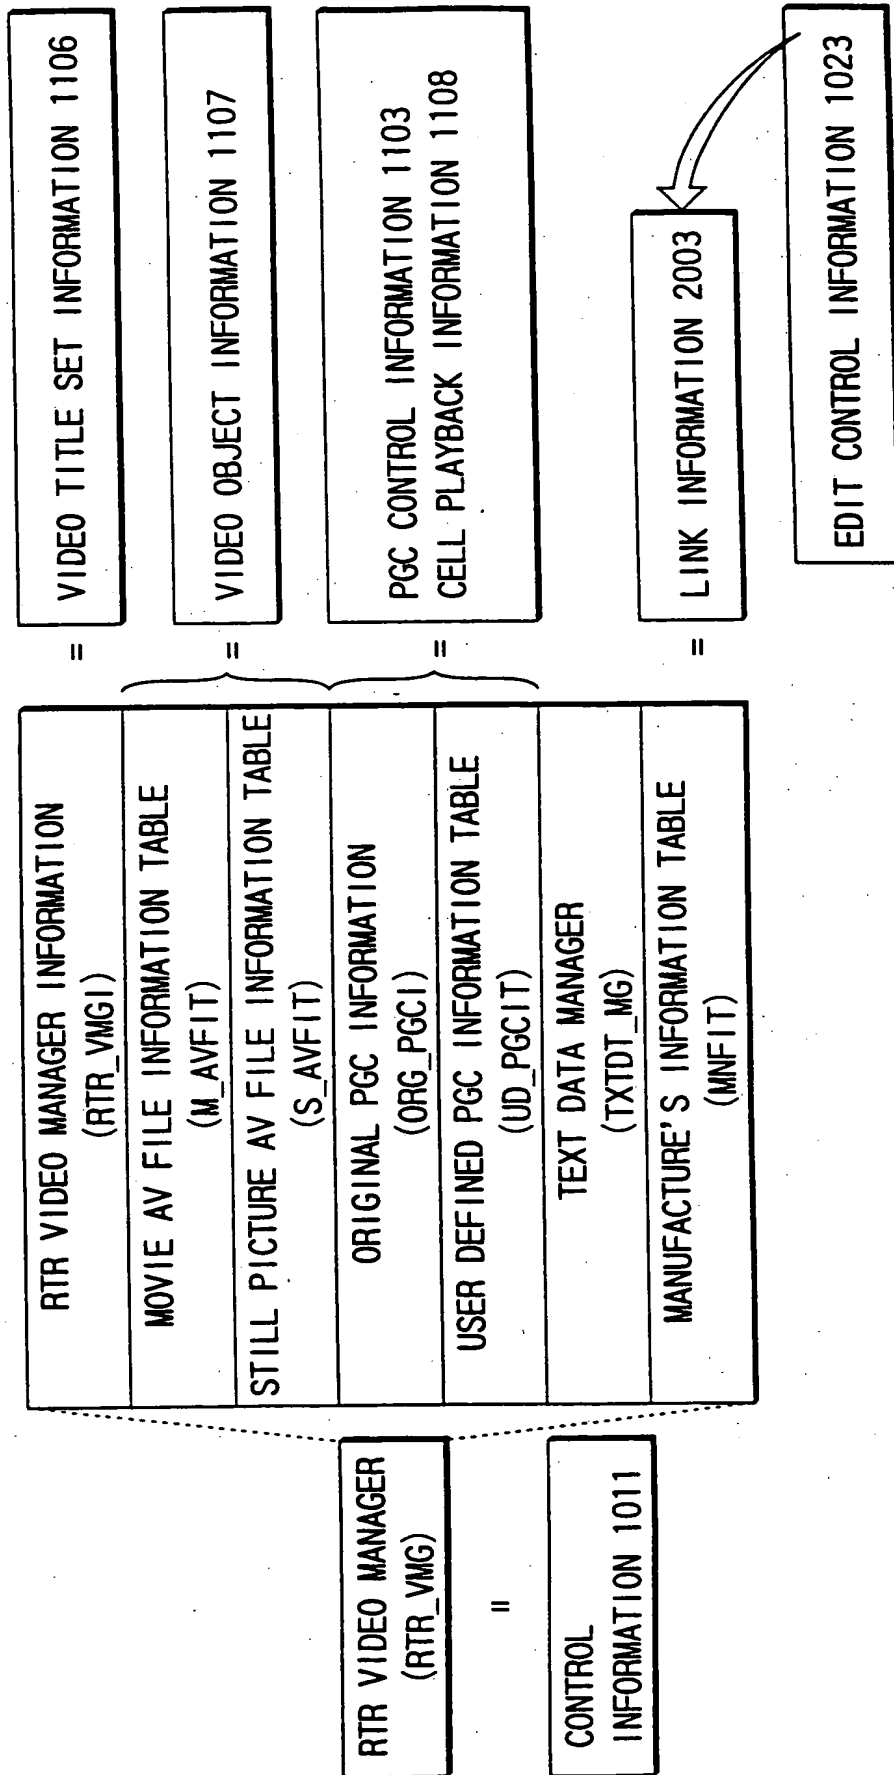 RTR VIDEO MANAGER
(RTR_VMG)
=
CONTROL
INFORMATION 1011
RTR VIDEO MANAGER INFORMATION
(RTR_VMGI)
MOVIE AV FILE INFORMATION TABLE
(M_AVFIT)
STILL PICTURE AV FILE INFORMATION TABLE
(S_AVFIT)
ORIGINAL PGC INFORMATION
(ORG_PGCI)
USER DEFINED PGC INFORMATION TABLE
(UD_PGCIT)
TEXT DATA MANAGER
(TXTDT_MG)
MANUFACTURE'S INFORMATION TABLE
(MNFIT)
= VIDEO TITLE SET INFORMATION 1106
= VIDEO OBJECT INFORMATION 1107
= PGC CONTROL INFORMATION 1103
CELL PLAYBACK INFORMATION 1108
= LINK INFORMATION 2003
EDIT CONTROL INFORMATION 1023